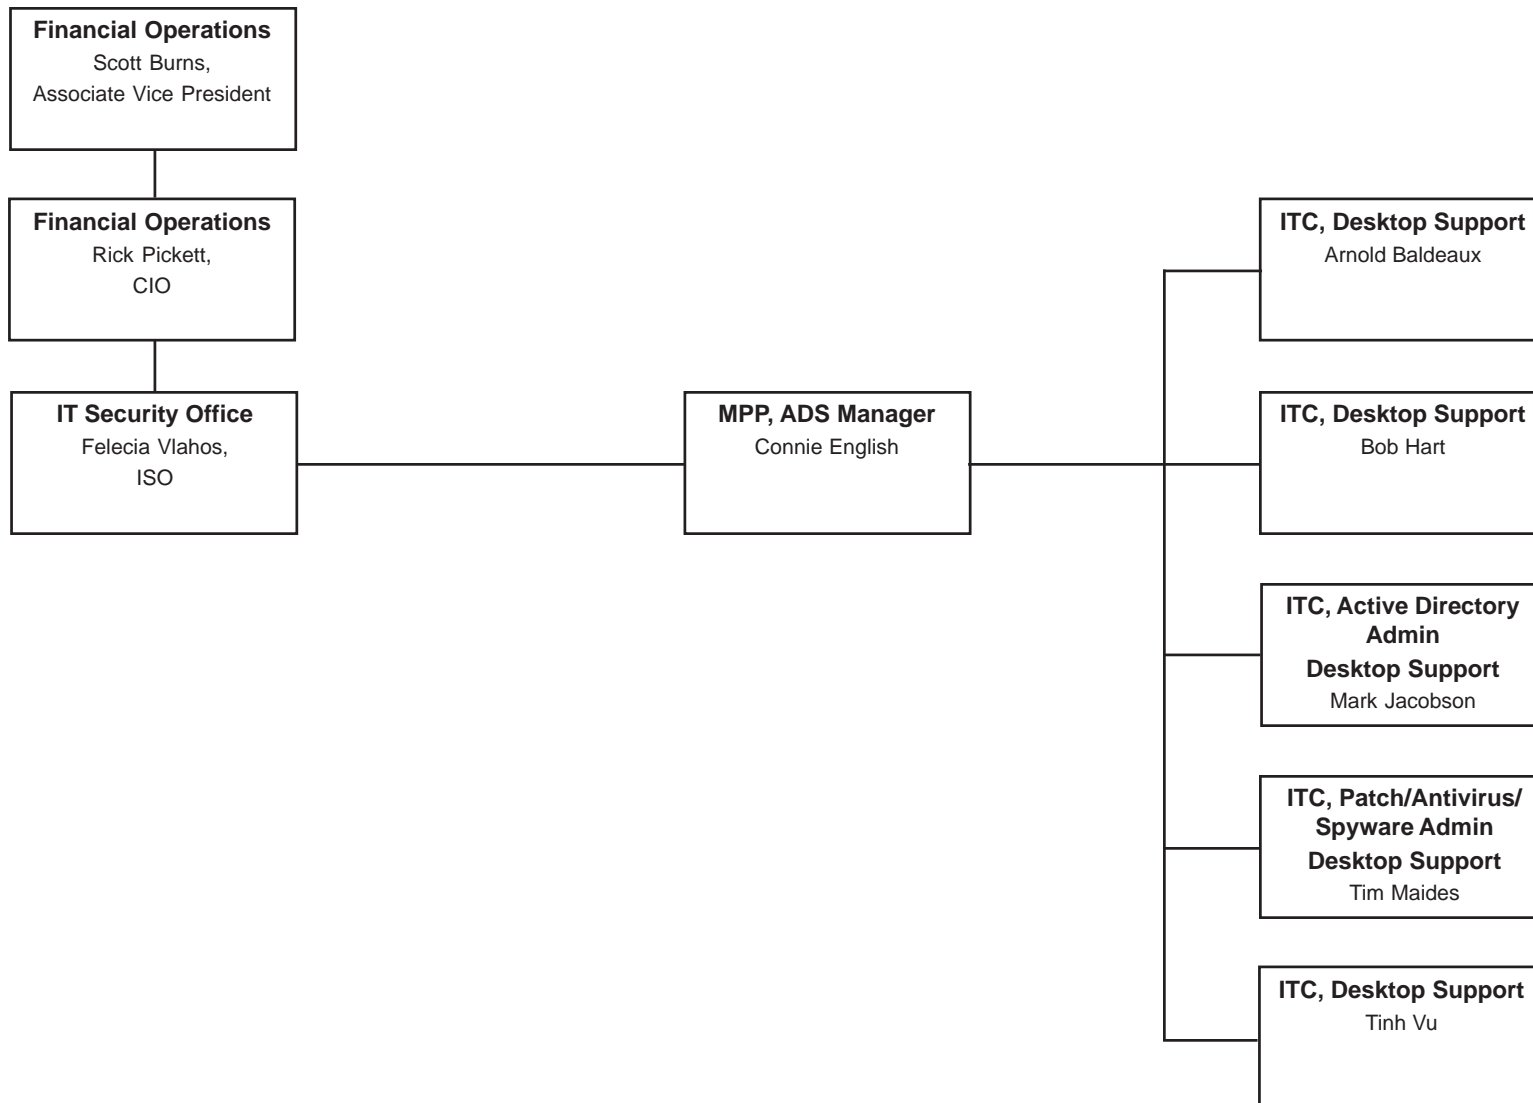 Financial Operations
Scott Burns,
Associate Vice President
Financial Operations
Rick Pickett,
CIO
IT Security Office
Felecia Vlahos,
ISO
MPP, ADS Manager
Connie English
ITC, Desktop Support
Arnold Baldeaux
ITC, Desktop Support
Bob Hart
ITC, Active Directory
Admin
Desktop Support
Mark Jacobson
ITC, Patch/Antivirus/
Spyware Admin
Desktop Support
Tim Maides
ITC, Desktop Support
Tinh Vu